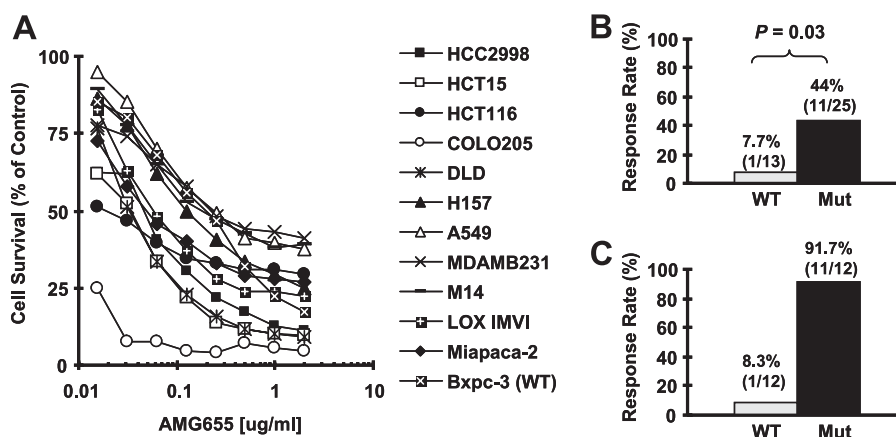 A
100
75
50
25
0
0.01
0.1
1
10
Cell Survival (% of Control)
AMG655 [ug/ml]
HCC2998
HCT15
HCT116
COLO205
DLD
H157
A549
MDAMB231
M14
LOX IMVI
Miapaca-2
Bxpc-3 (WT)
B
Response Rate (%)
100
80
60
40
20
0
P = 0.03
7.7%
(1/13)
44%
(11/25)
WT
Mut
C
Response Rate (%)
100
80
60
40
20
0
8.3%
(1/12)
91.7%
(11/12)
WT
Mut